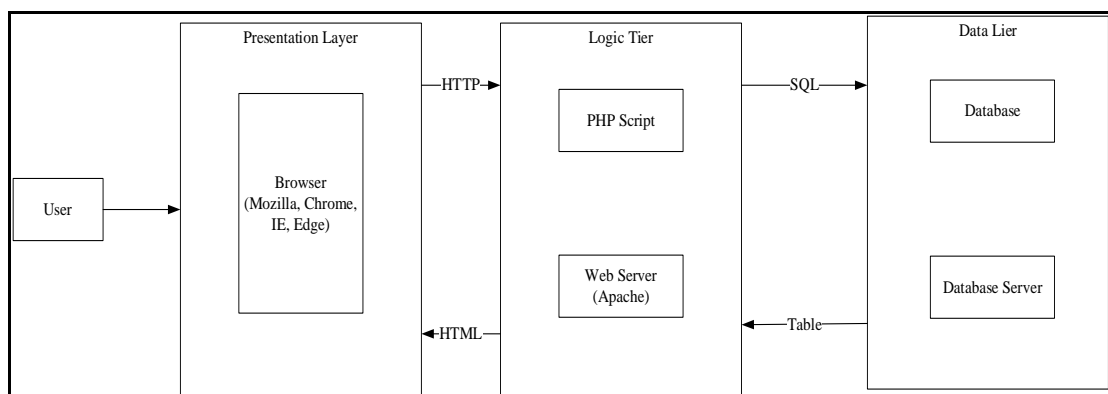 Presentation Layer
Logic Tier
Data Lier
HTTP
SQL
PHP Script
Database
User
Browser
(Mozilla, Chrome,
IE, Edge)
Web Server
(Apache)
Database Server
HTML
Table